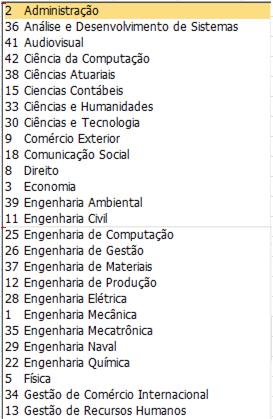 2 Administração
36 Análise e Desenvolvimento de Sistemas
41 Audiovisual
42 Ciência da Computação
38 Ciências Atuariais
15 Ciencias Contábeis
33 Ciências e Humanidades
30 Ciências e Tecnologia
9 Comércio Exterior
18 Comunicação Social
8 Direito
3 Economia
39 Engenharia Ambiental
11 Engenharia Civil
25 Engenharia de Computação
26 Engenharia de Gestão
37 Engenharia de Materiais
12 Engenharia de Produção
28 Engenharia Elétrica
1 Engenharia Mecânica
35 Engenharia Mecatrônica
29 Engenharia Naval
22 Engenharia Química
5 Física
34 Gestão de Comércio Internacional
13 Gestão de Recursos Humanos